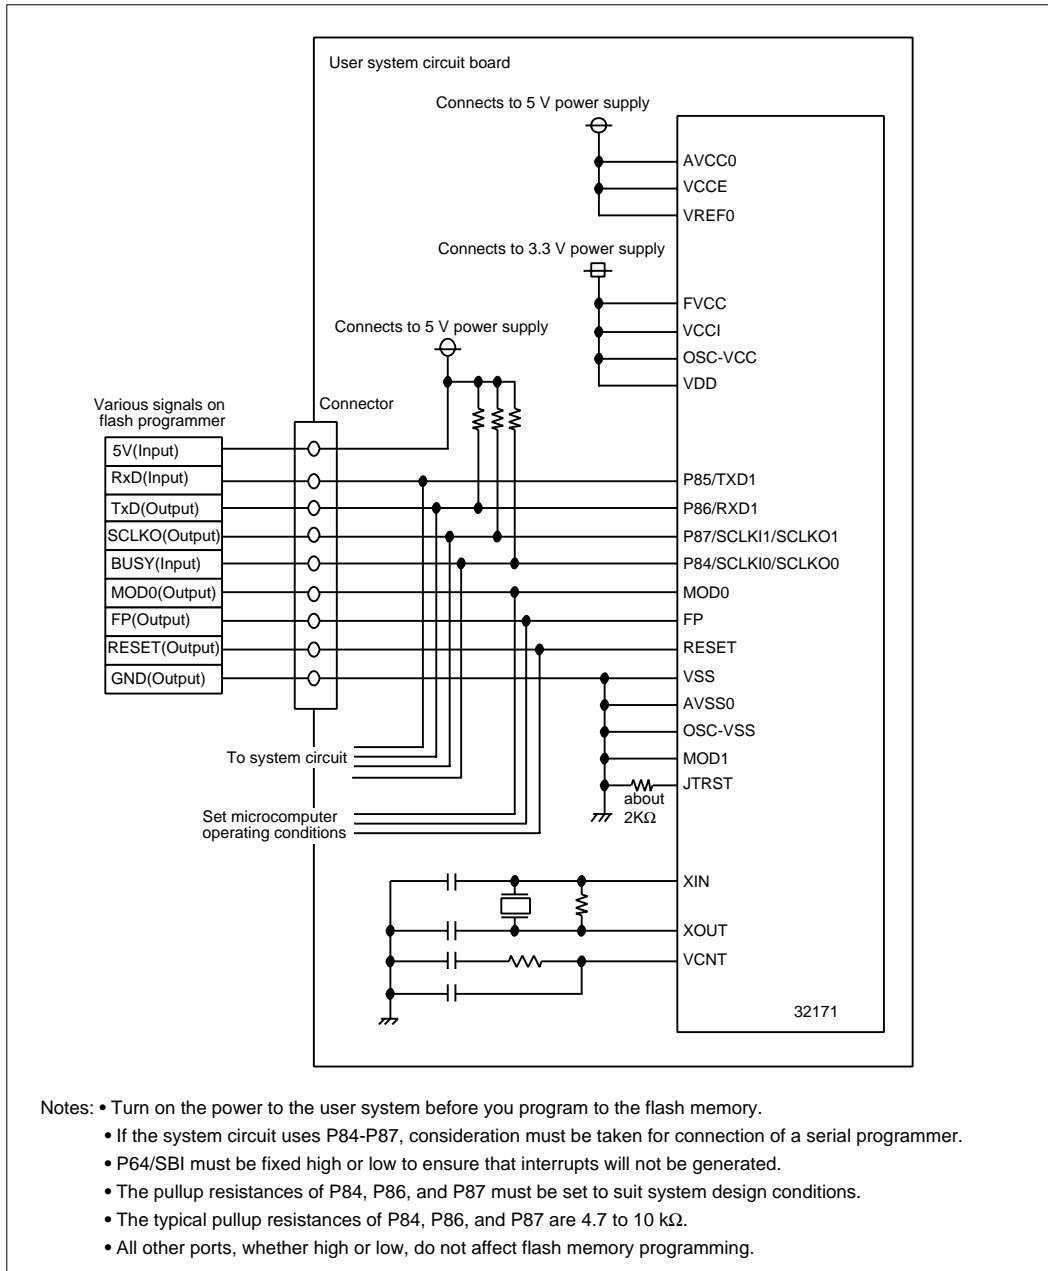 User system circuit board
Connects to 5 V power supply
AVCC0
VCCE
VREF0
Connects to 3.3 V power supply
FVCC
VCCI
OSC-VCC
VDD
Connects to 5 V power supply
Various signals on
flash programmer
Connector
5V(Input)
RxD(Input)
TxD(Output)
SCLKO(Output)
BUSY(Input)
MOD0(Output)
FP(Output)
RESET(Output)
GND(Output)
P85/TXD1
P86/RXD1
P87/SCLKI1/SCLKO1
P84/SCLKI0/SCLKO0
MOD0
FP
RESET
VSS
AVSS0
OSC-VSS
MOD1
JTRST
about
2KΩ
To system circuit
Set microcomputer
operating conditions
XIN
XOUT
VCNT
32171
Notes: • Turn on the power to the user system before you program to the flash memory.
• If the system circuit uses P84-P87, consideration must be taken for connection of a serial programmer.
• P64/SBI must be fixed high or low to ensure that interrupts will not be generated.
• The pullup resistances of P84, P86, and P87 must be set to suit system design conditions.
• The typical pullup resistances of P84, P86, and P87 are 4.7 to 10 kΩ.
• All other ports, whether high or low, do not affect flash memory programming.